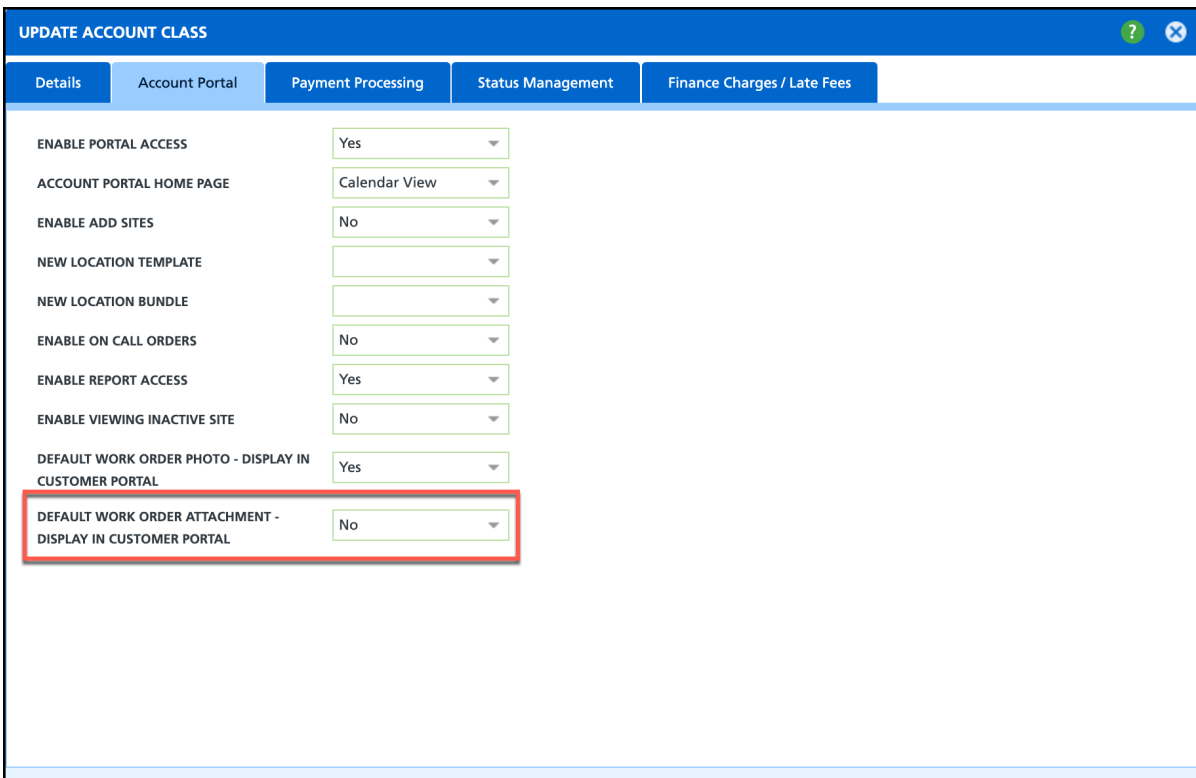 UPDATE ACCOUNT CLASS ?
Details Account Portal Payment Processing Status Management Finance Charges / Late Fees
ENABLE PORTAL ACCESS Yes
ACCOUNT PORTAL HOME PAGE Calendar View
ENABLE ADD SITES No
NEW LOCATION TEMPLATE
NEW LOCATION BUNDLE
ENABLE ON CALL ORDERS No
ENABLE REPORT ACCESS Yes
ENABLE VIEWING INACTIVE SITE No
DEFAULT WORK ORDER PHOTO - DISPLAY IN
CUSTOMER PORTAL Yes
DEFAULT WORK ORDER ATTACHMENT -
DISPLAY IN CUSTOMER PORTAL No